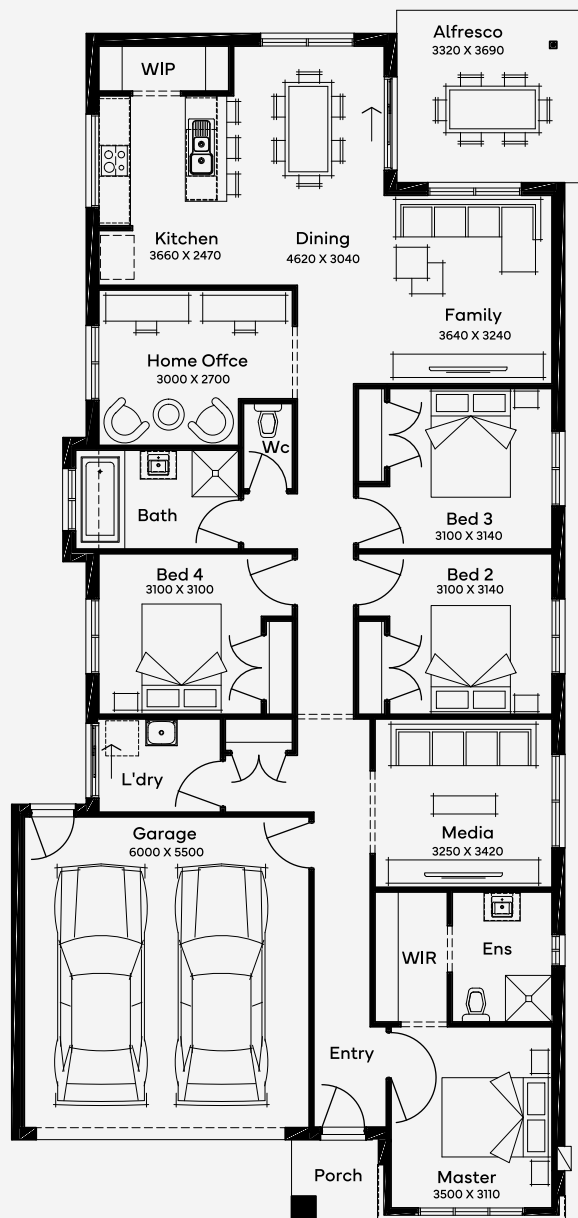 Alfresco
3320 X 3690
WIP
Kitchen
3660 X 2470
Dining
4620 X 3040
Family
3640 X 3240
Home Offce
3000 X 2700
Wc
Bath
Bed 3
3100 X 3140
Bed 4
3100 X 3100
Bed 2
3100 X 3140
L'dry
Garage
6000 X 5500
Media
3250 X 3420
WIR
Ens
Entry
Porch
Master
3500 X 3110